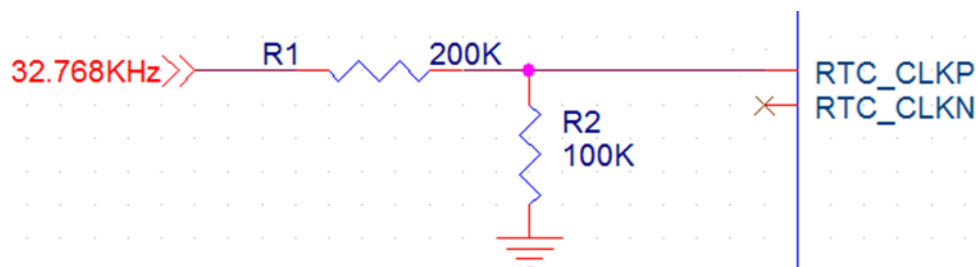 R1 200K
32.768KHz
RTC_CLKP
RTC_CLKN
R2
100K